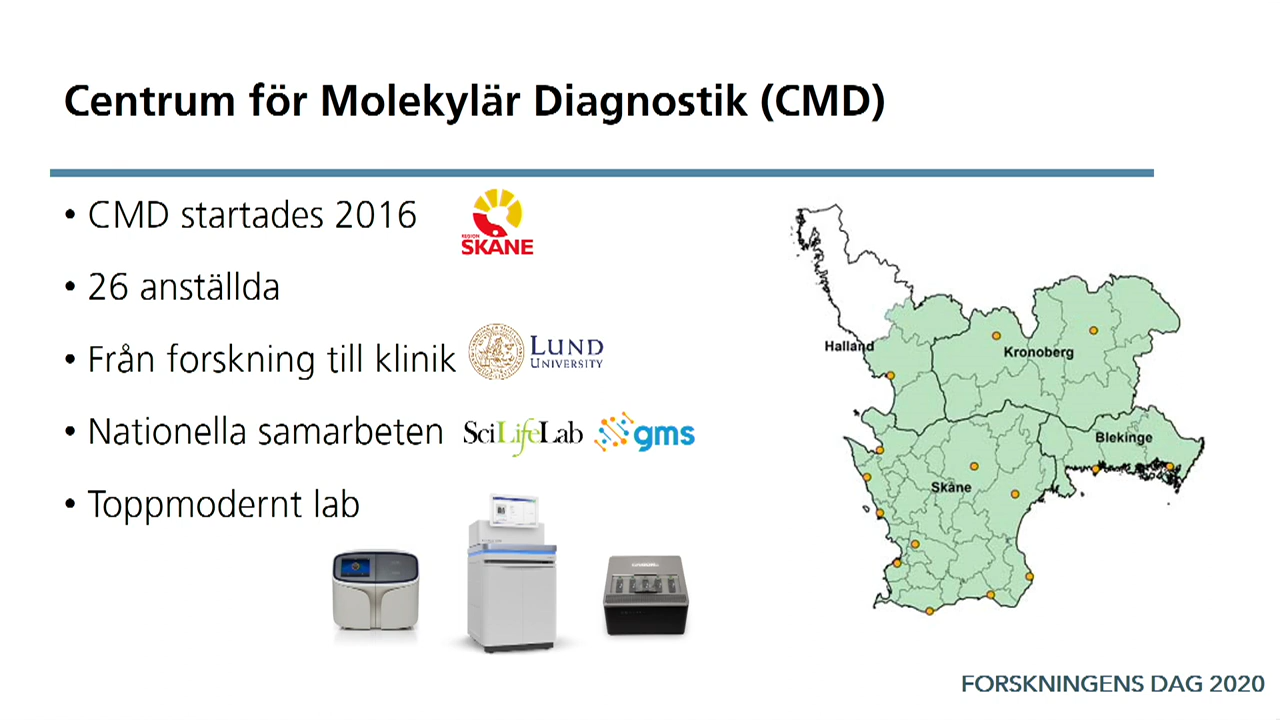 Centrum för Molekylär Diagnostik (CMD)
• CMD startades 2016
REGION
SKÅNE
• 26 anställda
• Från forskning till klinik
LUND
UNIVERSITY
• Nationella samarbeten
SciLifeLab
gms
• Toppmodernt lab
Halland
Kronoberg
Blekinge
Skåne
FORSKNINGENS DAG 2020